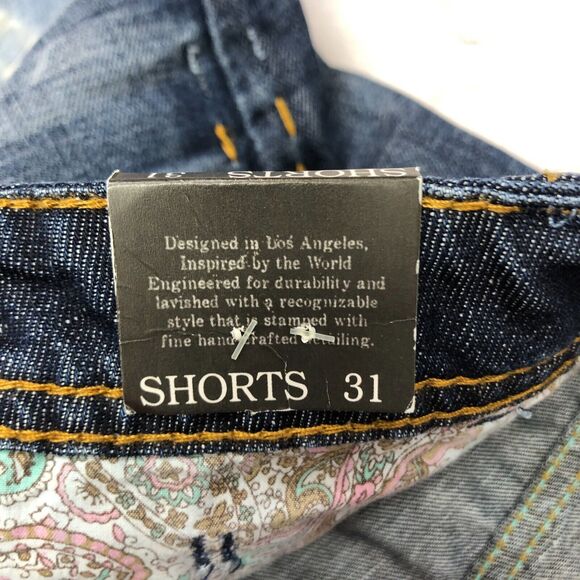 SHORTS 31
Designed in Los Angeles,
Inspired by the World
Engineered for durability and
lavished with a recognizable
style that is stamped with
fine hand crafted detailing.
SHORTS 31